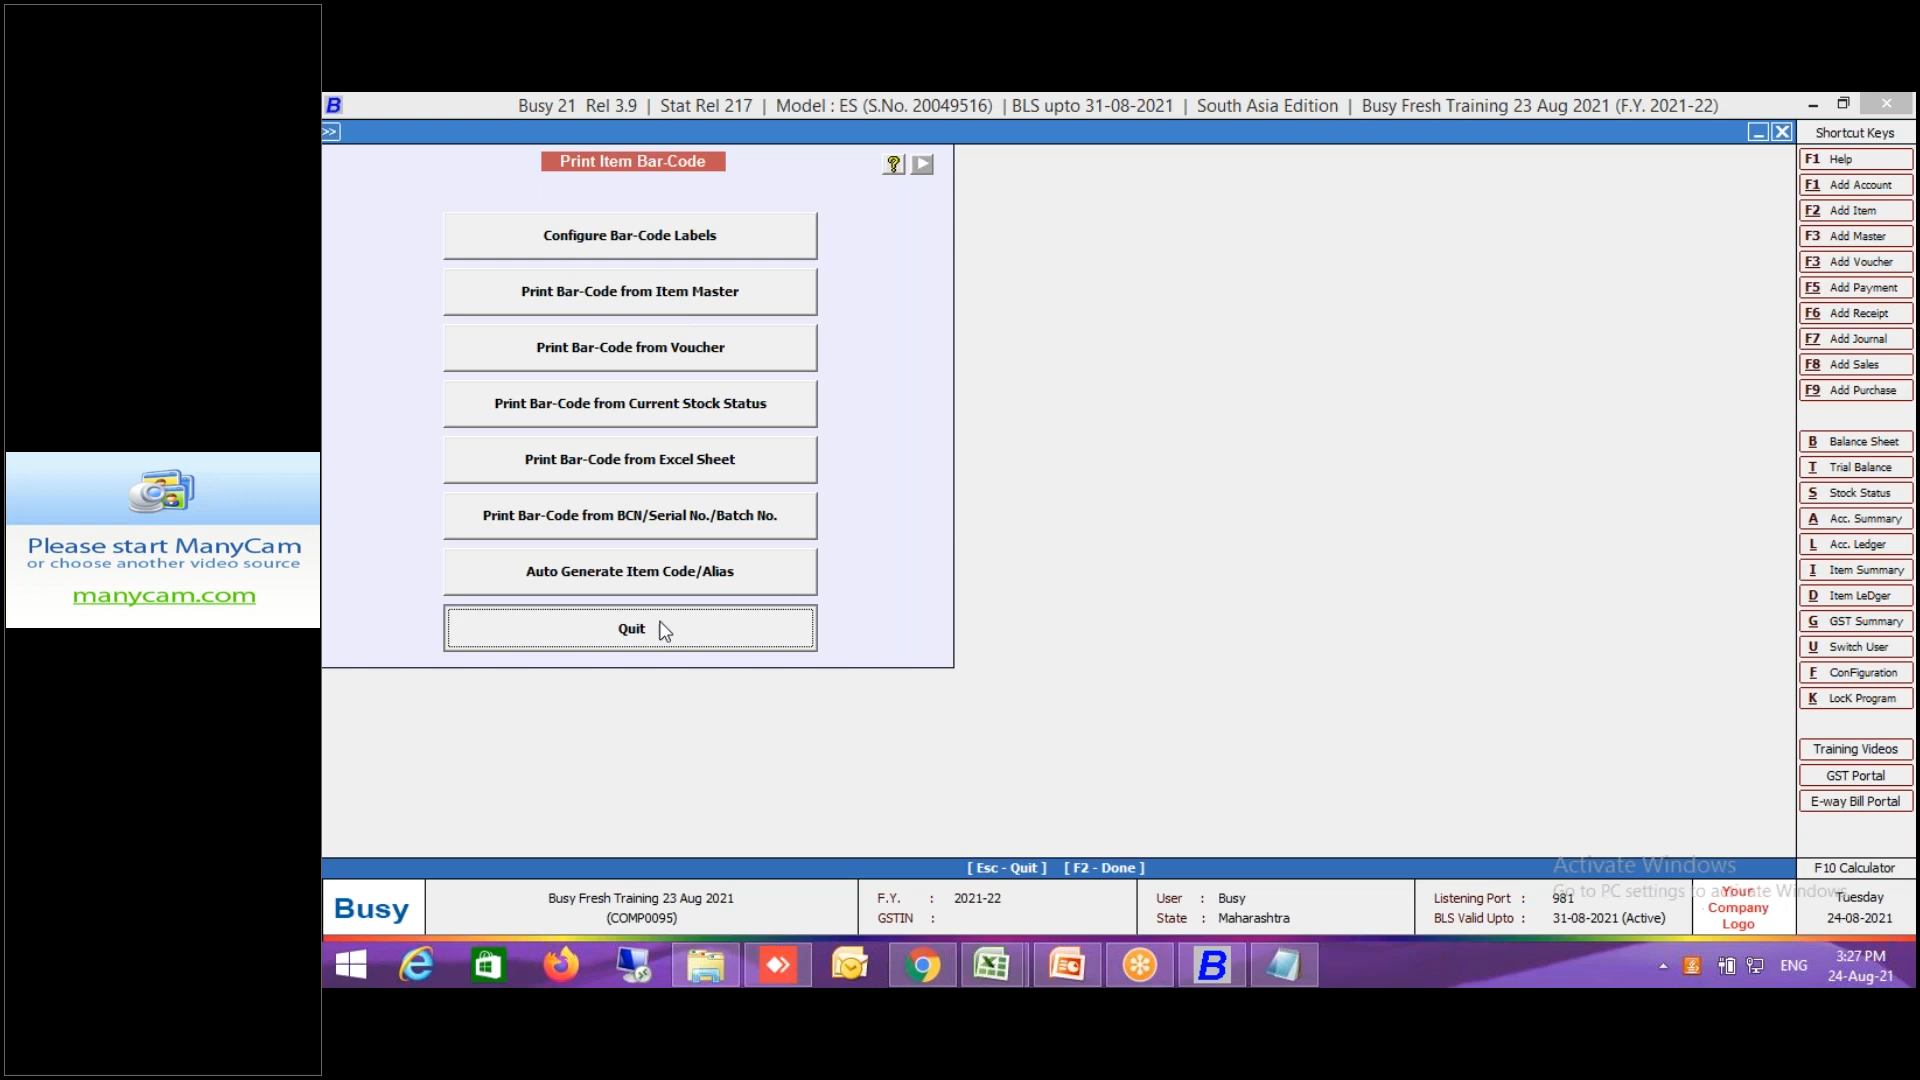 B
Busy 21 Rel 3.9 | Stat Rel 217 | Model : ES (S.No. 20049516) | BLS upto 31-08-2021 | South Asia Edition | Busy Fresh Training 23 Aug 2021 (F.Y. 2021-22)
>>
Shortcut Keys
Print Item Bar-Code
?
Configure Bar-Code Labels
Print Bar-Code from Item Master
Print Bar-Code from Voucher
Print Bar-Code from Current Stock Status
Print Bar-Code from Excel Sheet
Print Bar-Code from BCN/Serial No./Batch No.
Auto Generate Item Code/Alias
Quit
F1 Help
F1 Add Account
F2 Add Item
F3 Add Master
F3 Add Voucher
F5 Add Payment
F6 Add Receipt
F7 Add Journal
F8 Add Sales
F9 Add Purchase
B Balance Sheet
T Trial Balance
S Stock Status
A Acc. Summary
L Acc. Ledger
I Item Summary
D Item LeDger
G GST Summary
U Switch User
F ConFiguration
K LocK Program
Training Videos
GST Portal
E-way Bill Portal
F10 Calculator
Please start ManyCam
or choose another video source
manycam.com
[ Esc - Quit ] [ F2 - Done ]
Activate Windows
Go to PC settings to activate Windows.
Busy
Busy Fresh Training 23 Aug 2021
(COMP0095)
F.Y. : 2021-22
GSTIN :
User : Busy
State : Maharashtra
Listening Port : 981
BLS Valid Upto : 31-08-2021 (Active)
Your
Company
Logo
Tuesday
24-08-2021
B
ENG
3:27 PM
24-Aug-21